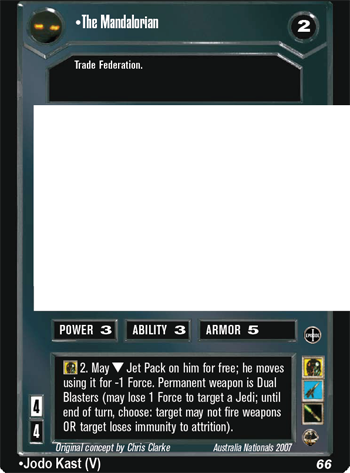 •The Mandalorian
2
Trade Federation.
POWER 3 ABILITY 3 ARMOR 5
2. May ▼ Jet Pack on him for free; he moves
using it for -1 Force. Permanent weapon is Dual
Blasters (may lose 1 Force to target a Jedi; until
end of turn, choose: target may not fire weapons
OR target loses immunity to attrition).
4
4
Original concept by Chris Clarke Australia Nationals 2007
•Jodo Kast (V) 66